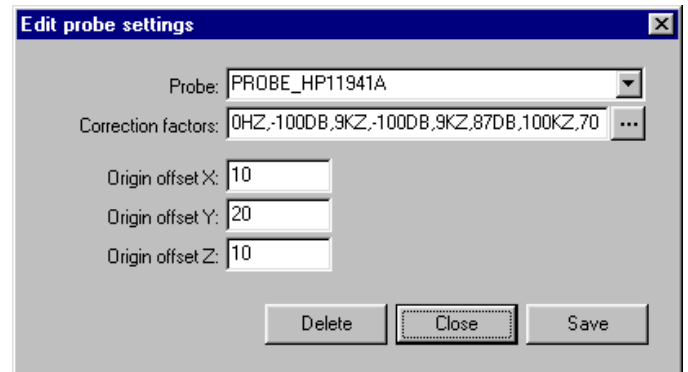 Edit probe settings
Probe: PROBE_HP11941A
Correction factors: 0HZ,-100DB,9KZ,-100DB,9KZ,87DB,100KZ,70 ...
Origin offset X: 10
Origin offset Y: 20
Origin offset Z: 10
Delete Close Save